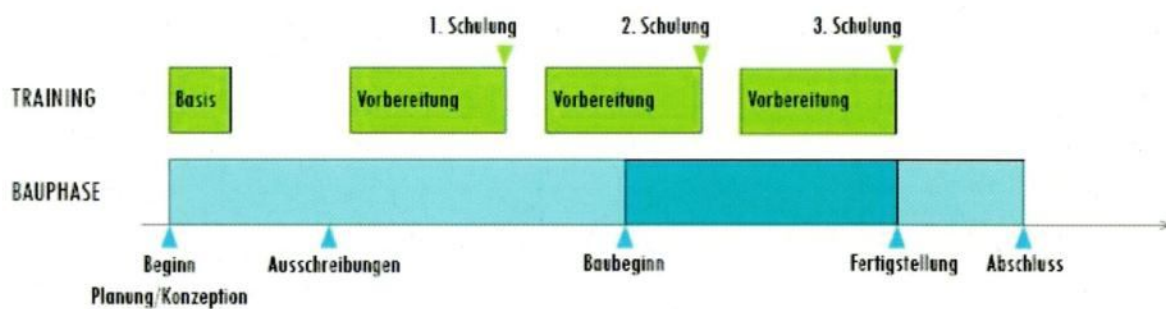 1. Schulung 2. Schulung 3. Schulung
TRAINING Basis Vorbereitung Vorbereitung Vorbereitung
BAUPHASE
Beginn Ausschreibungen Baubeginn Fertigstellung Abschluss
Planung/Konzeption